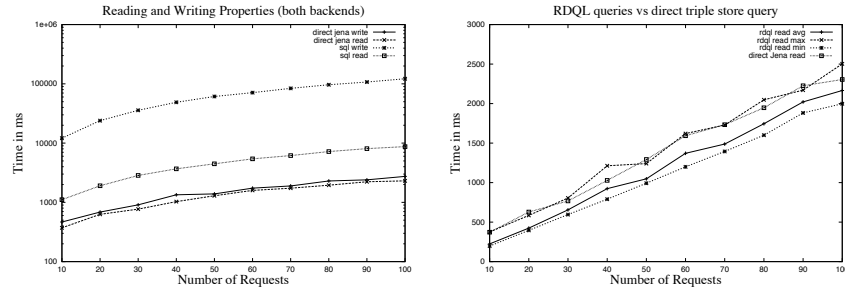 Reading and Writing Properties (both backends)
1e+06
100000
10000
1000
100
Time in ms
direct jena write
direct jena read
sql write
sql read
10 20 30 40 50 60 70 80 90 100
Number of Requests
RDQL queries vs direct triple store query
3000
2500
2000
1500
1000
500
0
Time in ms
rdql read avg
rdql read max
rdql read min
direct Jena read
10 20 30 40 50 60 70 80 90 100
Number of Requests